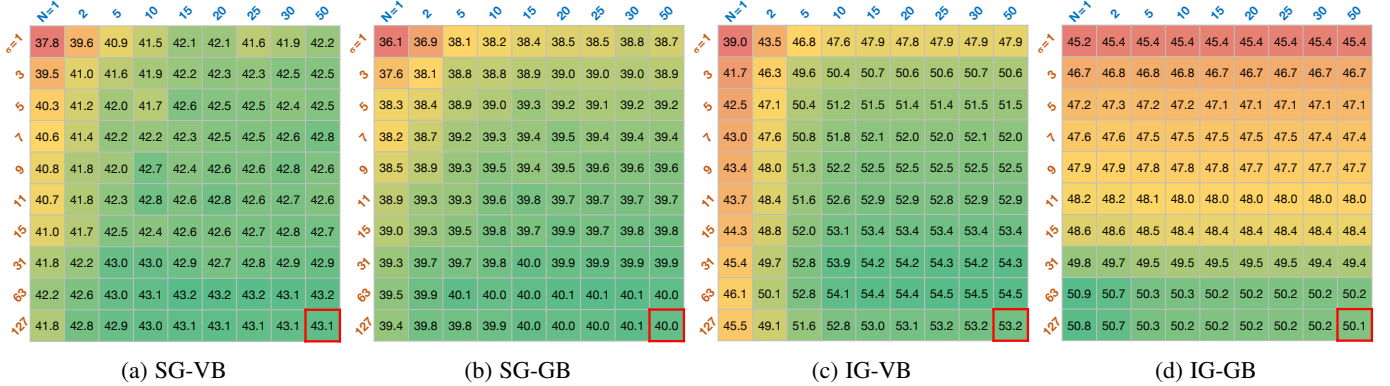 N=1 2 5 10 15 20 25 30 50
σ=1 37.8 39.6 40.9 41.5 42.1 42.1 41.6 41.9 42.2
3 39.5 41.0 41.6 41.9 42.2 42.3 42.3 42.5 42.5
5 40.3 41.2 42.0 41.7 42.6 42.5 42.5 42.4 42.5
7 40.6 41.4 42.2 42.2 42.3 42.5 42.5 42.6 42.8
9 40.8 41.8 42.0 42.7 42.4 42.6 42.6 42.8 42.6
11 40.7 41.8 42.3 42.8 42.6 42.8 42.6 42.7 42.6
15 41.0 41.7 42.5 42.4 42.6 42.6 42.7 42.8 42.7
31 41.8 42.2 43.0 43.0 42.9 42.7 42.8 42.9 42.9
63 42.2 42.6 43.0 43.1 43.2 43.2 43.2 43.1 43.2
127 41.8 42.8 42.9 43.0 43.1 43.1 43.1 43.1 43.1
(a) SG-VB
N=1 2 5 10 15 20 25 30 50
σ=1 36.1 36.9 38.1 38.2 38.4 38.5 38.5 38.8 38.7
3 37.6 38.1 38.8 38.8 38.9 39.0 39.0 39.0 38.9
5 38.3 38.4 38.9 39.0 39.3 39.2 39.1 39.2 39.2
7 38.2 38.7 39.2 39.3 39.4 39.5 39.4 39.4 39.4
9 38.5 38.9 39.3 39.5 39.4 39.5 39.6 39.6 39.6
11 38.9 39.3 39.3 39.6 39.8 39.7 39.7 39.7 39.7
15 39.0 39.3 39.5 39.8 39.7 39.9 39.7 39.8 39.8
31 39.3 39.7 39.7 39.8 40.0 39.9 39.9 39.9 39.9
63 39.5 39.9 40.1 40.0 40.0 40.1 40.1 40.1 40.0
127 39.4 39.8 39.8 39.9 40.0 40.0 40.0 40.1 40.0
(b) SG-GB
N=1 2 5 10 15 20 25 30 50
σ=1 39.0 43.5 46.8 47.6 47.9 47.8 47.9 47.9 47.9
3 41.7 46.3 49.6 50.4 50.7 50.6 50.6 50.7 50.6
5 42.5 47.1 50.4 51.2 51.5 51.4 51.4 51.5 51.5
7 43.0 47.6 50.8 51.8 52.1 52.0 52.0 52.1 52.0
9 43.4 48.0 51.3 52.2 52.5 52.5 52.5 52.5 52.5
11 43.7 48.4 51.6 52.6 52.9 52.9 52.8 52.9 52.9
15 44.3 48.8 52.0 53.1 53.4 53.4 53.4 53.4 53.4
31 45.4 49.7 52.8 53.9 54.2 54.2 54.3 54.2 54.3
63 46.1 50.1 52.8 54.1 54.4 54.4 54.5 54.5 54.5
127 45.5 49.1 51.6 52.8 53.0 53.1 53.2 53.2 53.2
(c) IG-VB
N=1 2 5 10 15 20 25 30 50
σ=1 45.2 45.4 45.4 45.4 45.4 45.4 45.4 45.4 45.4
3 46.7 46.8 46.8 46.8 46.7 46.7 46.7 46.7 46.7
5 47.2 47.3 47.2 47.2 47.1 47.1 47.1 47.1 47.1
7 47.6 47.6 47.5 47.5 47.5 47.5 47.5 47.5 47.4
9 47.9 47.9 47.8 47.8 47.8 47.7 47.7 47.7 47.7
11 48.2 48.2 48.1 48.0 48.0 48.0 48.0 48.0 48.0
15 48.6 48.6 48.5 48.4 48.4 48.4 48.4 48.4 48.4
31 49.8 49.7 49.5 49.5 49.5 49.5 49.5 49.5 49.4
63 50.9 50.7 50.3 50.2 50.2 50.2 50.2 50.2 50.2
127 50.8 50.7 50.3 50.2 50.2 50.2 50.2 50.2 50.1
(d) IG-GB